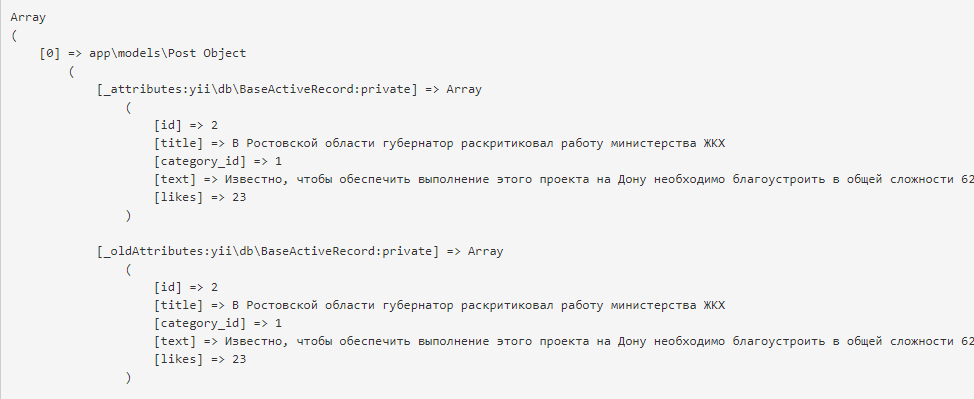 Array
(
[0] => app\models\Post Object
(
[_attributes:yii\db\BaseActiveRecord:private] => Array
(
[id] => 2
[title] => В Ростовской области губернатор раскритиковал работу министерства ЖКХ
[category_id] => 1
[text] => Известно, чтобы обеспечить выполнение этого проекта на Дону необходимо благоустроить в общей сложности 62
[likes] => 23
)
[_oldAttributes:yii\db\BaseActiveRecord:private] => Array
(
[id] => 2
[title] => В Ростовской области губернатор раскритиковал работу министерства ЖКХ
[category_id] => 1
[text] => Известно, чтобы обеспечить выполнение этого проекта на Дону необходимо благоустроить в общей сложности 62
[likes] => 23
)